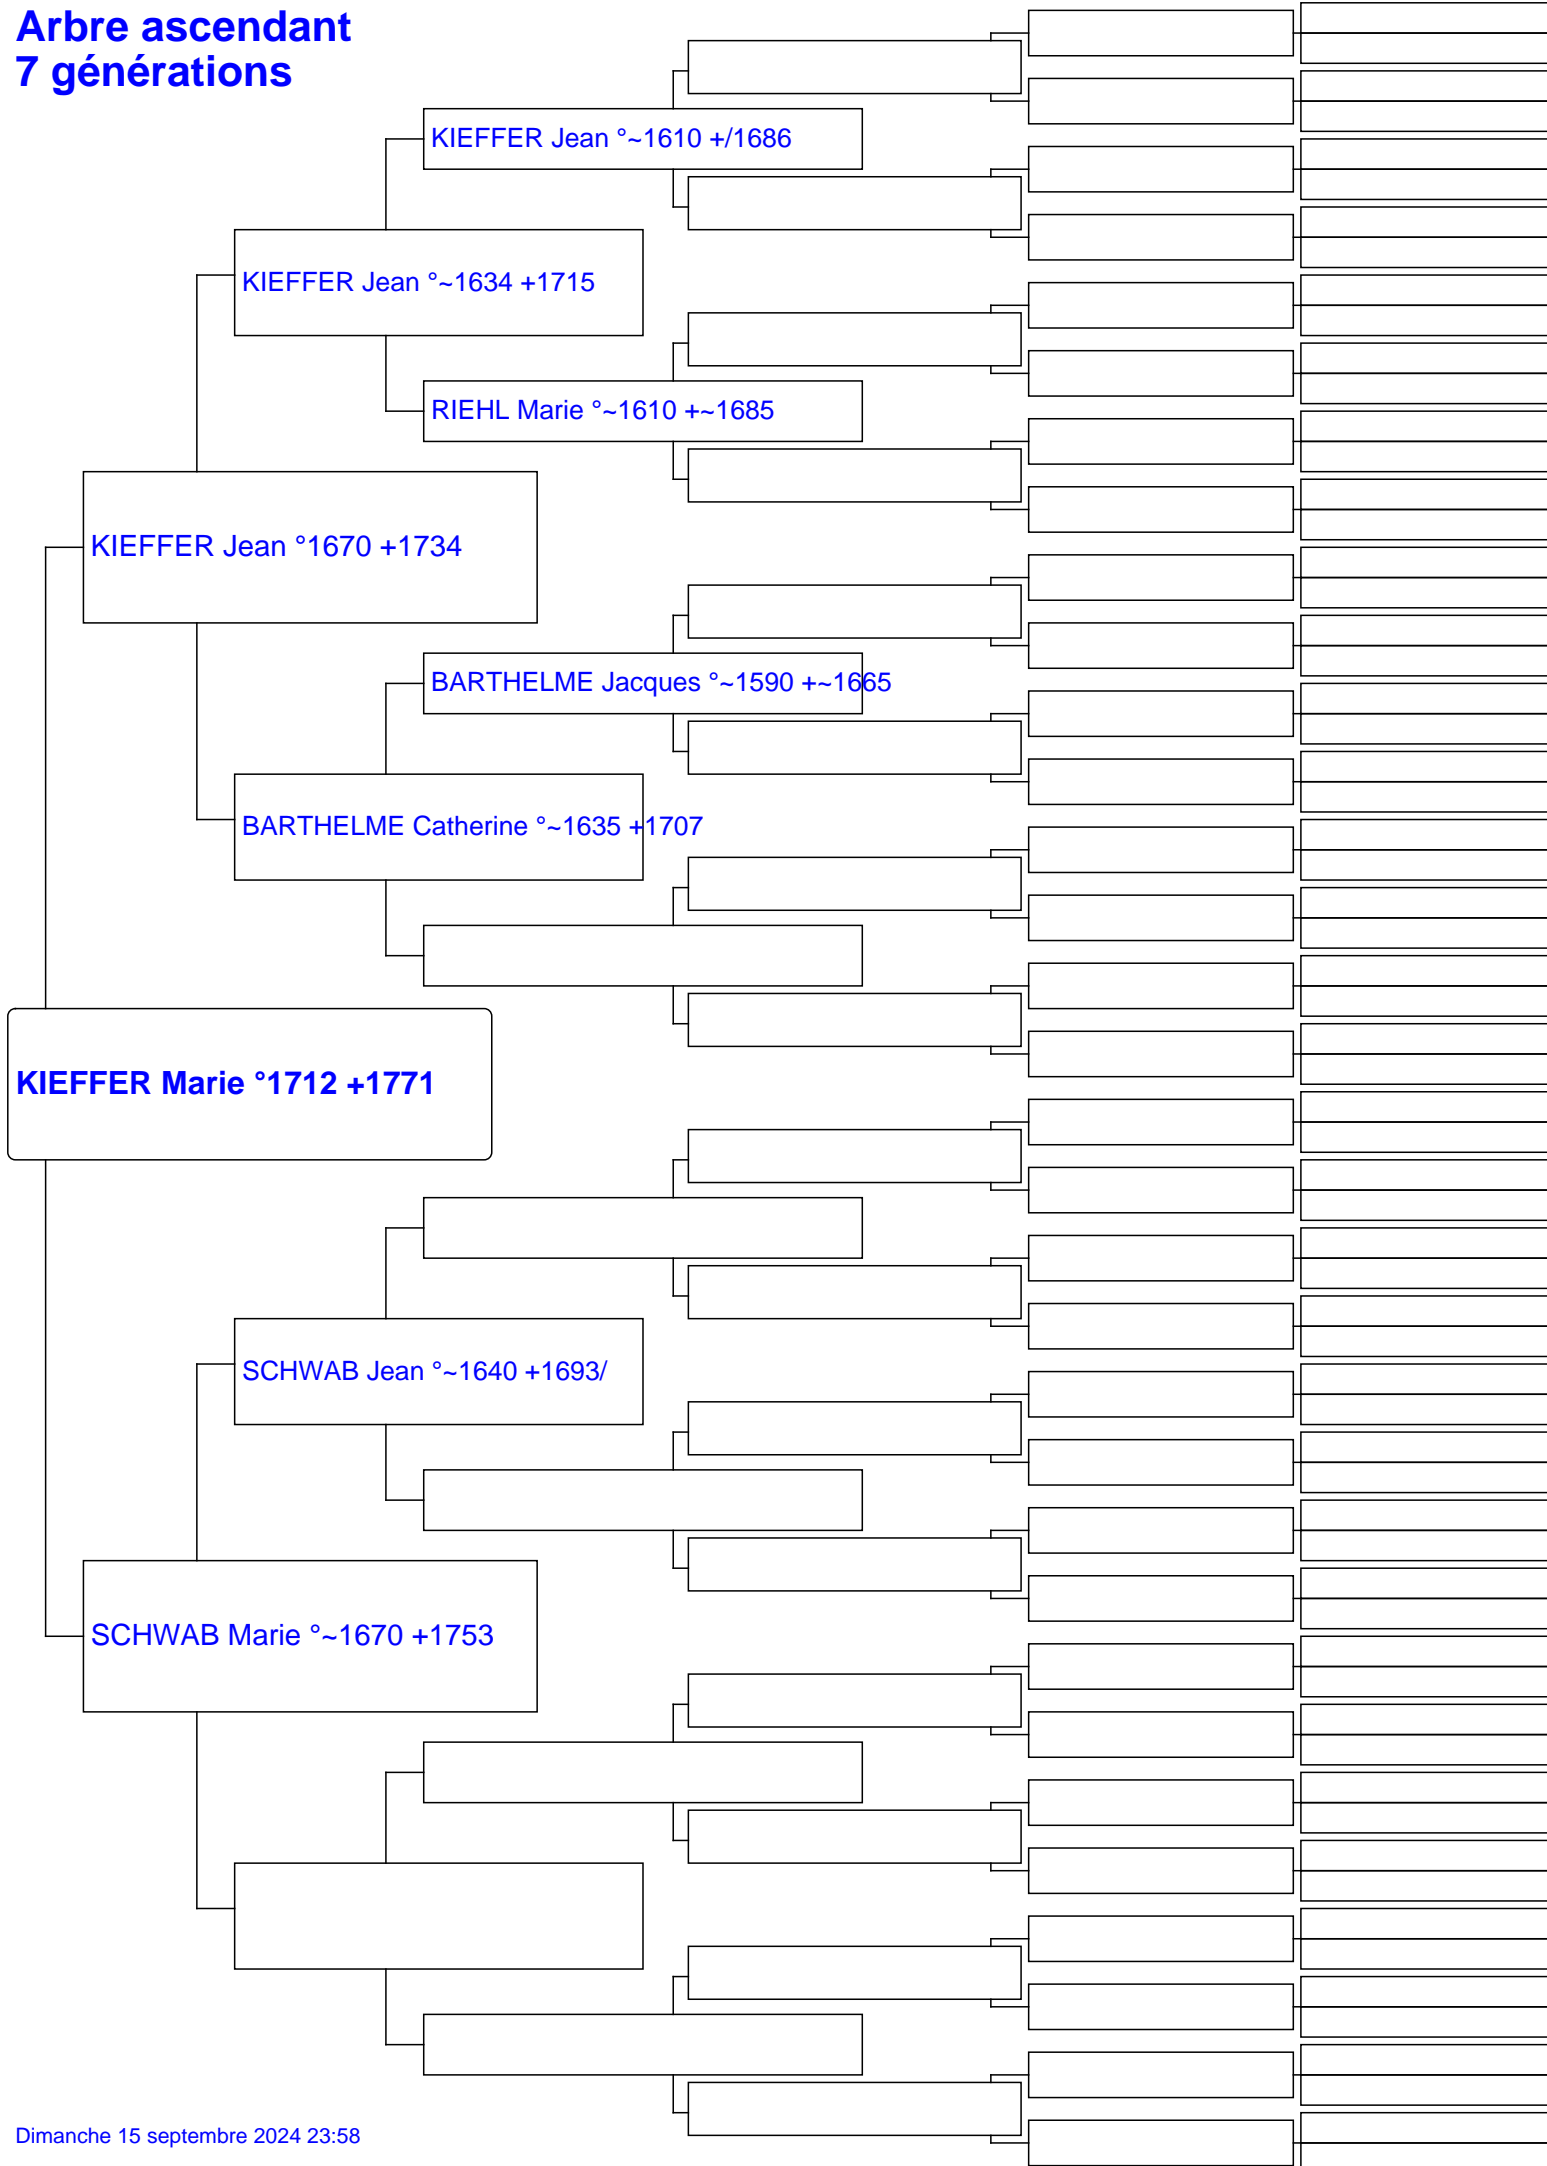 Arbre ascendant
7 générations
KIEFFER Jean °~1610 +/1686
KIEFFER Jean °~1634 +1715
RIEHL Marie °~1610 +~1685
KIEFFER Jean °1670 +1734
BARTHELME Jacques °~1590 +~1665
BARTHELME Catherine °~1635 +1707
KIEFFER Marie °1712 +1771
SCHWAB Jean °~1640 +1693/
SCHWAB Marie °~1670 +1753
Dimanche 15 septembre 2024 23:58